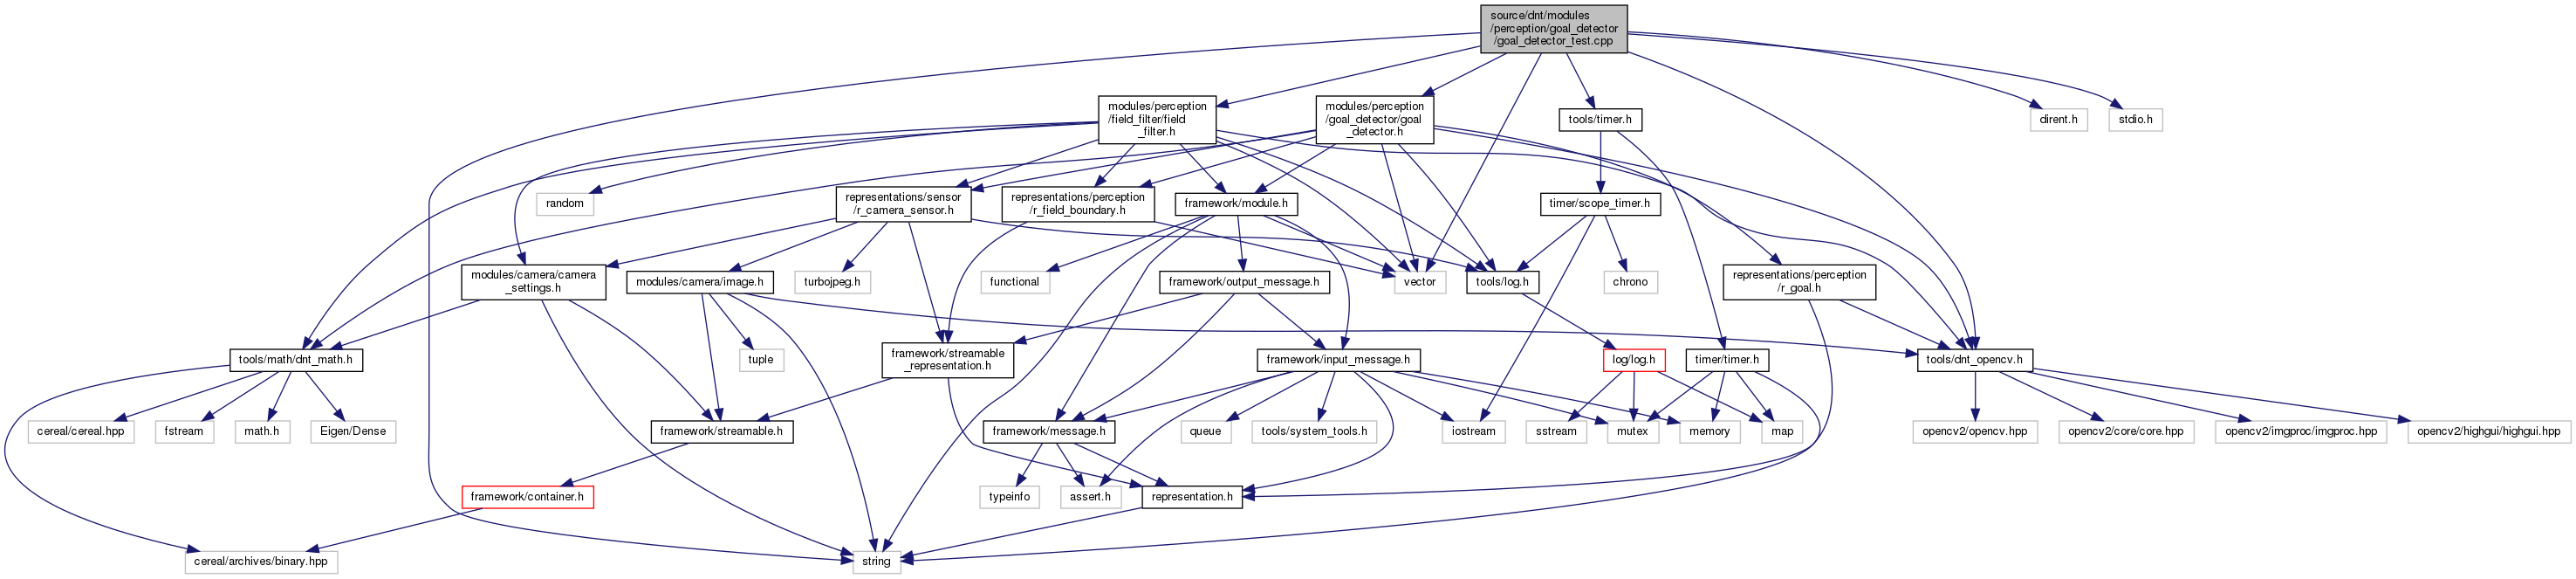 source/dnt/modules
/perception/goal_detector
/goal_detector_test.cpp
modules/perception
/field_filter/field
_filter.h
modules/perception
/goal_detector/goal
_detector.h
tools/timer.h
dirent.h
stdio.h
random
representations/sensor
/r_camera_sensor.h
representations/perception
/r_field_boundary.h
framework/module.h
timer/scope_timer.h
modules/camera/camera
_settings.h
modules/camera/image.h
turbojpeg.h
functional
framework/output_message.h
vector
tools/log.h
chrono
representations/perception
/r_goal.h
tools/math/dnt_math.h
tuple
framework/streamable
_representation.h
framework/input_message.h
log/log.h
timer/timer.h
tools/dnt_opencv.h
cereal/cereal.hpp
fstream
math.h
Eigen/Dense
framework/streamable.h
framework/message.h
queue
tools/system_tools.h
iostream
sstream
mutex
memory
map
opencv2/opencv.hpp
opencv2/core/core.hpp
opencv2/imgproc/imgproc.hpp
opencv2/highgui/highgui.hpp
framework/container.h
typeinfo
assert.h
representation.h
cereal/archives/binary.hpp
string